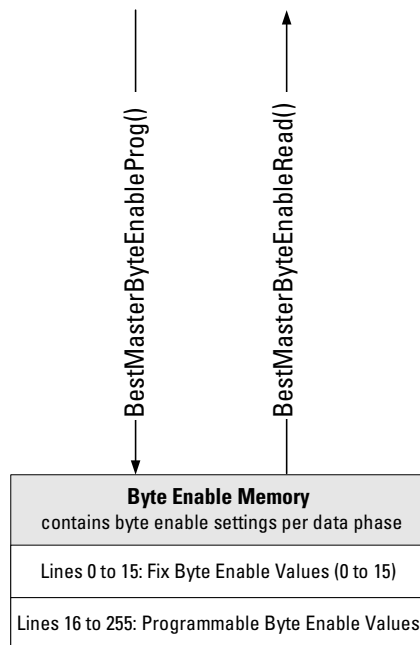 BestMasterByteEnableProg()
BestMasterByteEnableRead()
Byte Enable Memory
contains byte enable settings per data phase
Lines 0 to 15: Fix Byte Enable Values (0 to 15)
Lines 16 to 255: Programmable Byte Enable Values